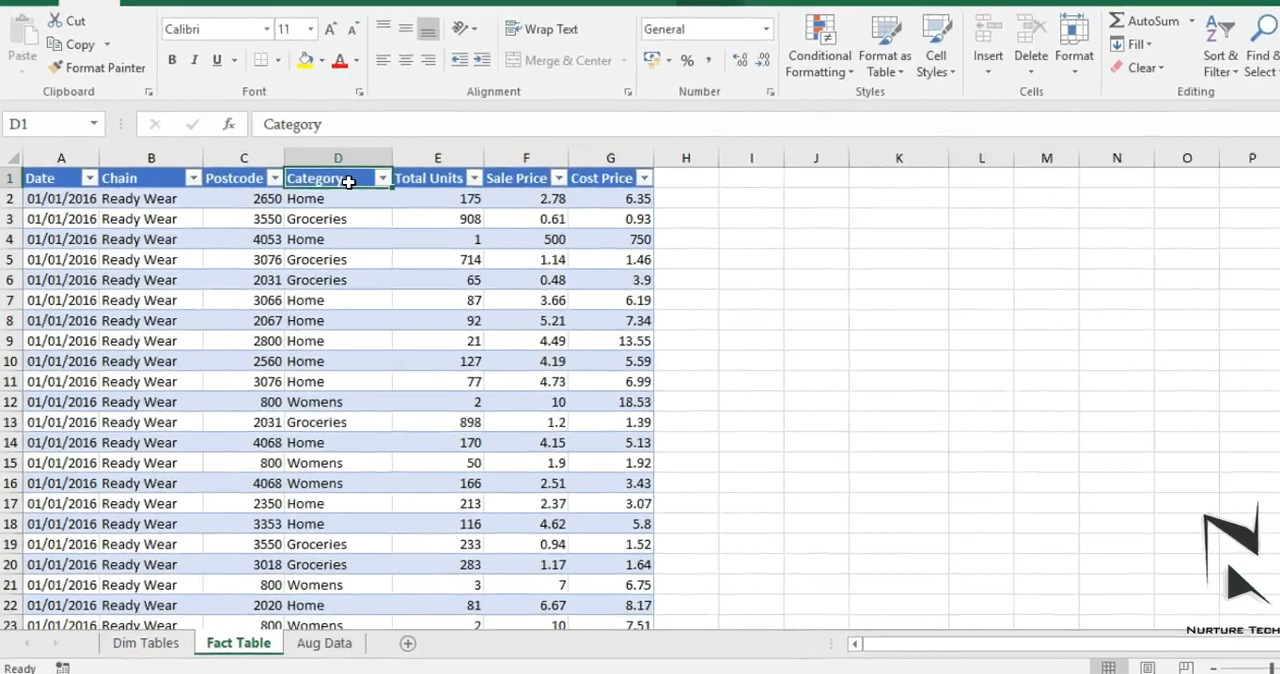 Cut
Copy
Format Painter
Paste
Clipboard
Calibri 11 A A
B I U A
Font
Wrap Text
Merge & Center
Alignment
General
% ,
Number
Conditional Formatting
Format as Table
Cell Styles
Styles
Insert
Delete
Format
Cells
AutoSum
Fill
Clear
Sort & Filter
Find & Select
Editing
D1 fx Category
A B C D E F G H I J K L M N O P
1 Date Chain Postcode Category Total Units Sale Price Cost Price
2 01/01/2016 Ready Wear 2650 Home 175 2.78 6.35
3 01/01/2016 Ready Wear 3550 Groceries 908 0.61 0.93
4 01/01/2016 Ready Wear 4053 Home 1 500 750
5 01/01/2016 Ready Wear 3076 Groceries 714 1.14 1.46
6 01/01/2016 Ready Wear 2031 Groceries 65 0.48 3.9
7 01/01/2016 Ready Wear 3066 Home 87 3.66 6.19
8 01/01/2016 Ready Wear 2067 Home 92 5.21 7.34
9 01/01/2016 Ready Wear 2800 Home 21 4.49 13.55
10 01/01/2016 Ready Wear 2560 Home 127 4.19 5.59
11 01/01/2016 Ready Wear 3076 Home 77 4.73 6.99
12 01/01/2016 Ready Wear 800 Womens 2 10 18.53
13 01/01/2016 Ready Wear 2031 Groceries 898 1.2 1.39
14 01/01/2016 Ready Wear 4068 Home 170 4.15 5.13
15 01/01/2016 Ready Wear 800 Womens 50 1.9 1.92
16 01/01/2016 Ready Wear 4068 Womens 166 2.51 3.43
17 01/01/2016 Ready Wear 2350 Home 213 2.37 3.07
18 01/01/2016 Ready Wear 3353 Home 116 4.62 5.8
19 01/01/2016 Ready Wear 3550 Groceries 233 0.94 1.52
20 01/01/2016 Ready Wear 3018 Groceries 283 1.17 1.64
21 01/01/2016 Ready Wear 800 Womens 3 7 6.75
22 01/01/2016 Ready Wear 2020 Home 81 6.67 8.17
23 01/01/2016 Ready Wear 800 Womens 2 10 7.51
Nurture Tech
Dim Tables Fact Table Aug Data
Ready